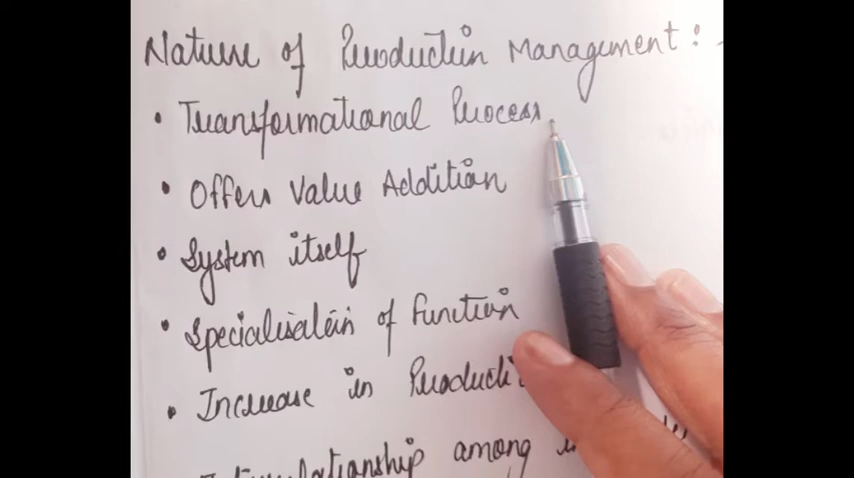 Nature of Production Management : -
• Transformational Process
• Offers Value Addition
• System itself
• Specialisation of function
• Increase in
• Interrelationship among